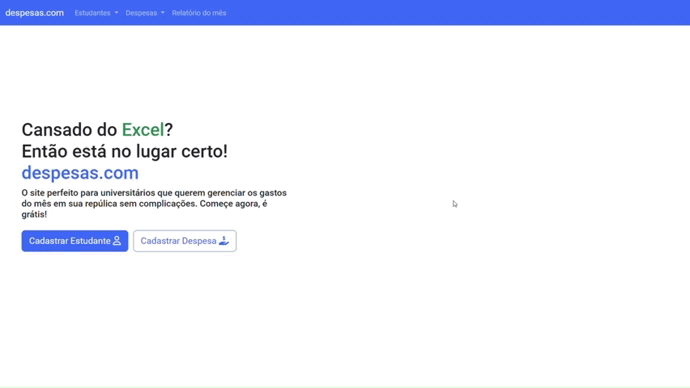 despesas.com Estudantes Despesas Relatório do mês
Cansado do Excel?
Então está no lugar certo!
despesas.com
O site perfeito para universitários que querem gerenciar os gastos
do mês em sua repúlica sem complicações. Começe agora, é
grátis!
Cadastrar Estudante Cadastrar Despesa